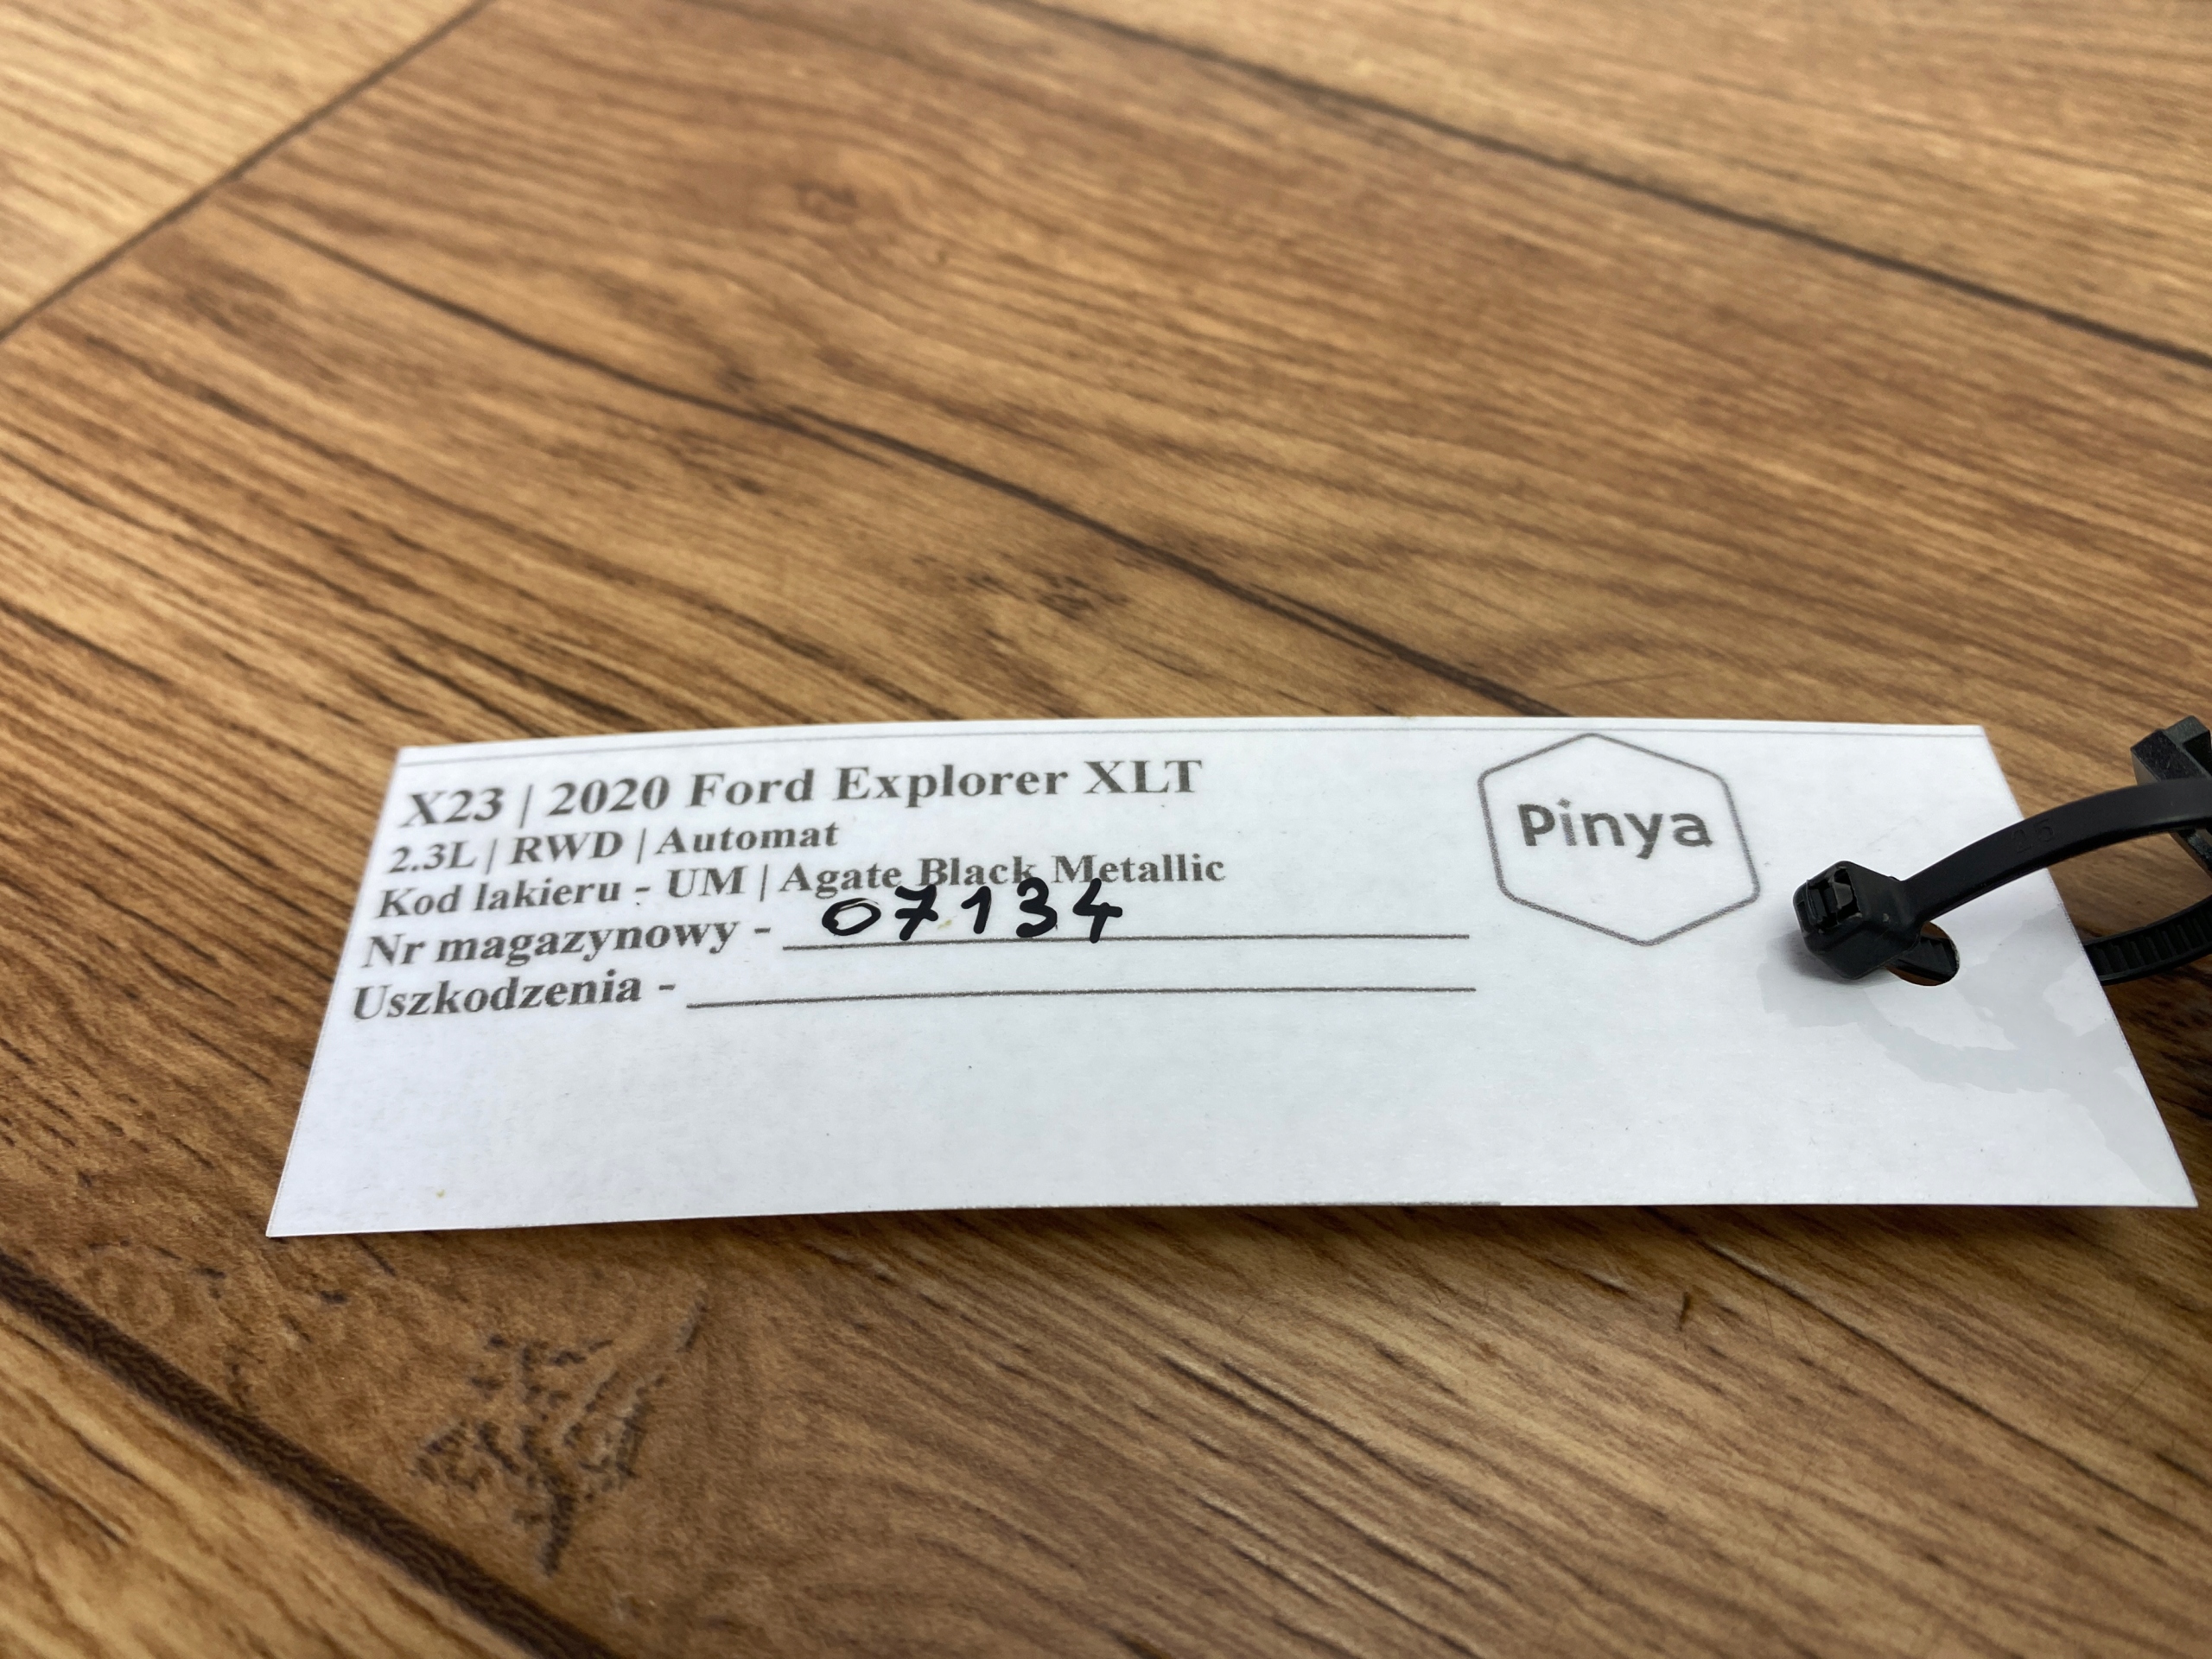 X23 | 2020 Ford Explorer XLT
2.3L | RWD | Automat
Kod lakieru - UM | Agate Black Metallic
Nr magazynowy - 07134
Uszkodzenia -
Pinya